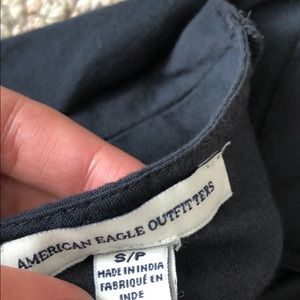 AMERICAN EAGLE OUTFITTERS
S/P
MADE IN INDIA
FABRIQUÉ EN
INDE